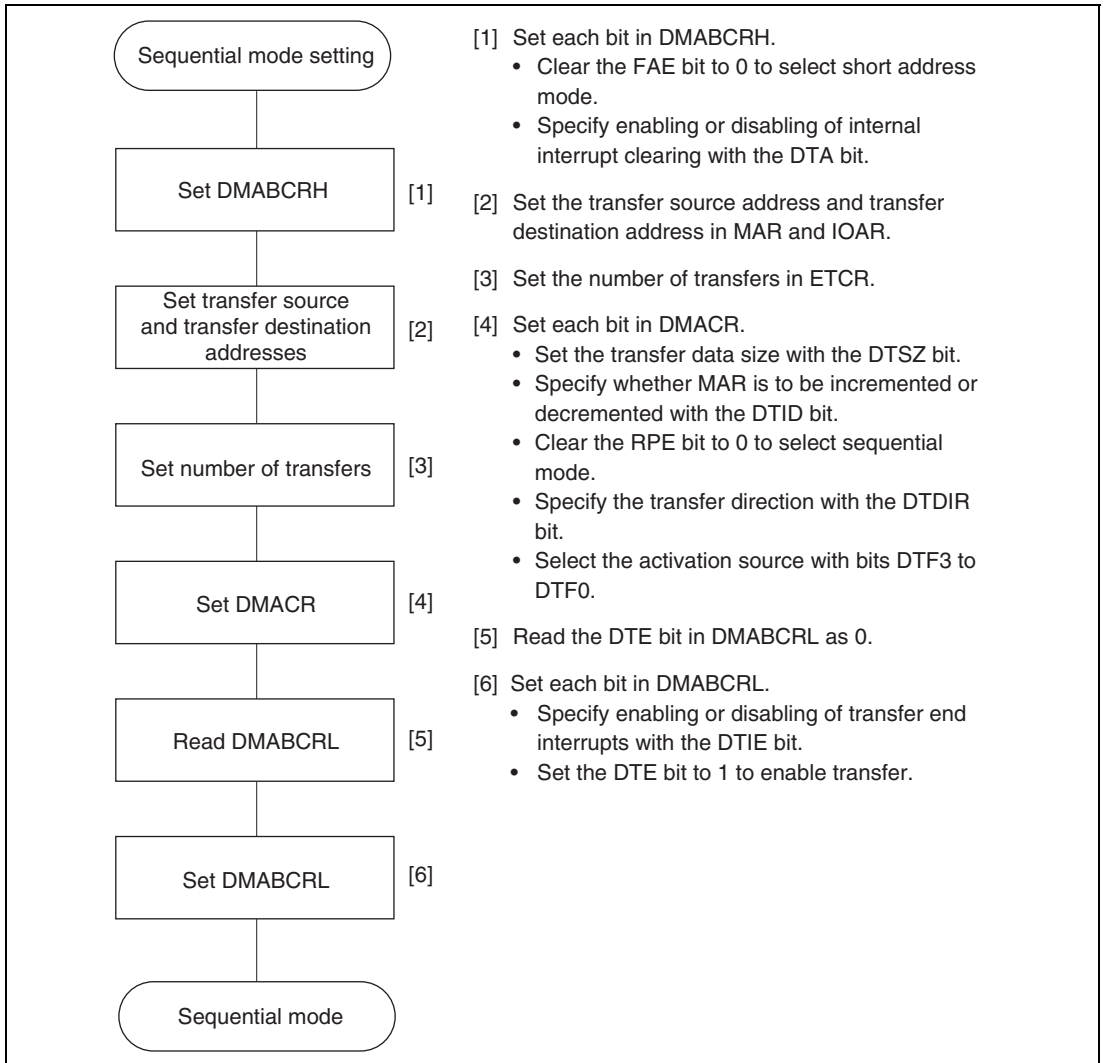 Sequential mode setting
Set DMABCRH
[1]
Set transfer source
and transfer destination
addresses
[2]
Set number of transfers
[3]
Set DMACR
[4]
Read DMABCRL
[5]
Set DMABCRL
[6]
Sequential mode
[1] Set each bit in DMABCRH.
• Clear the FAE bit to 0 to select short address
mode.
• Specify enabling or disabling of internal
interrupt clearing with the DTA bit.
[2] Set the transfer source address and transfer
destination address in MAR and IOAR.
[3] Set the number of transfers in ETCR.
[4] Set each bit in DMACR.
• Set the transfer data size with the DTSZ bit.
• Specify whether MAR is to be incremented or
decremented with the DTID bit.
• Clear the RPE bit to 0 to select sequential
mode.
• Specify the transfer direction with the DTDIR
bit.
• Select the activation source with bits DTF3 to
DTF0.
[5] Read the DTE bit in DMABCRL as 0.
[6] Set each bit in DMABCRL.
• Specify enabling or disabling of transfer end
interrupts with the DTIE bit.
• Set the DTE bit to 1 to enable transfer.